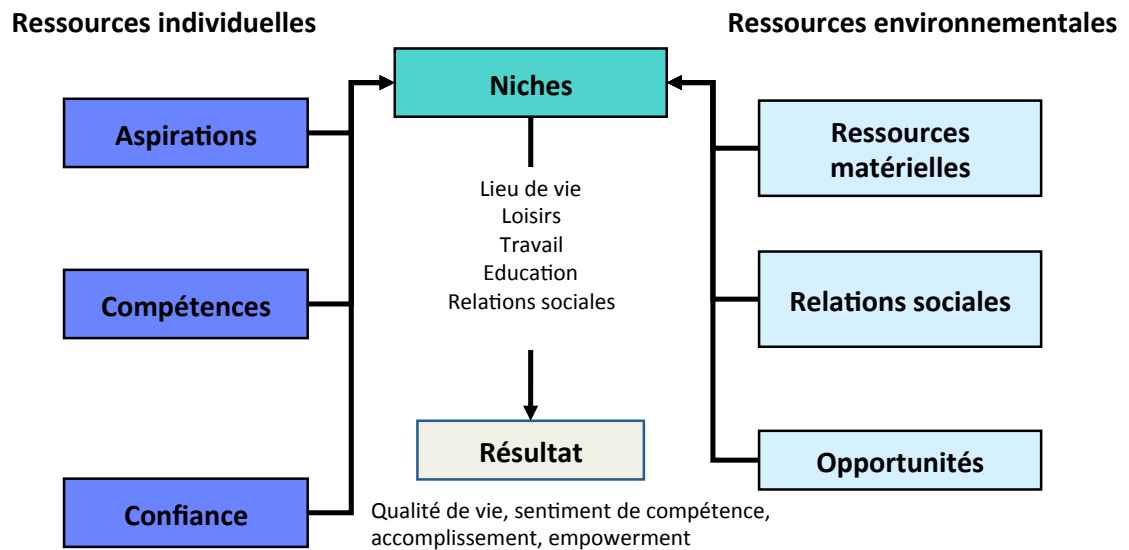 Ressources individuelles
Ressources environnementales
Niches
Aspirations
Compétences
Confiance
Lieu de vie
Loisirs
Travail
Education
Relations sociales
Résultat
Qualité de vie, sentiment de compétence,
accomplissement, empowerment
Ressources
matérielles
Relations sociales
Opportunités